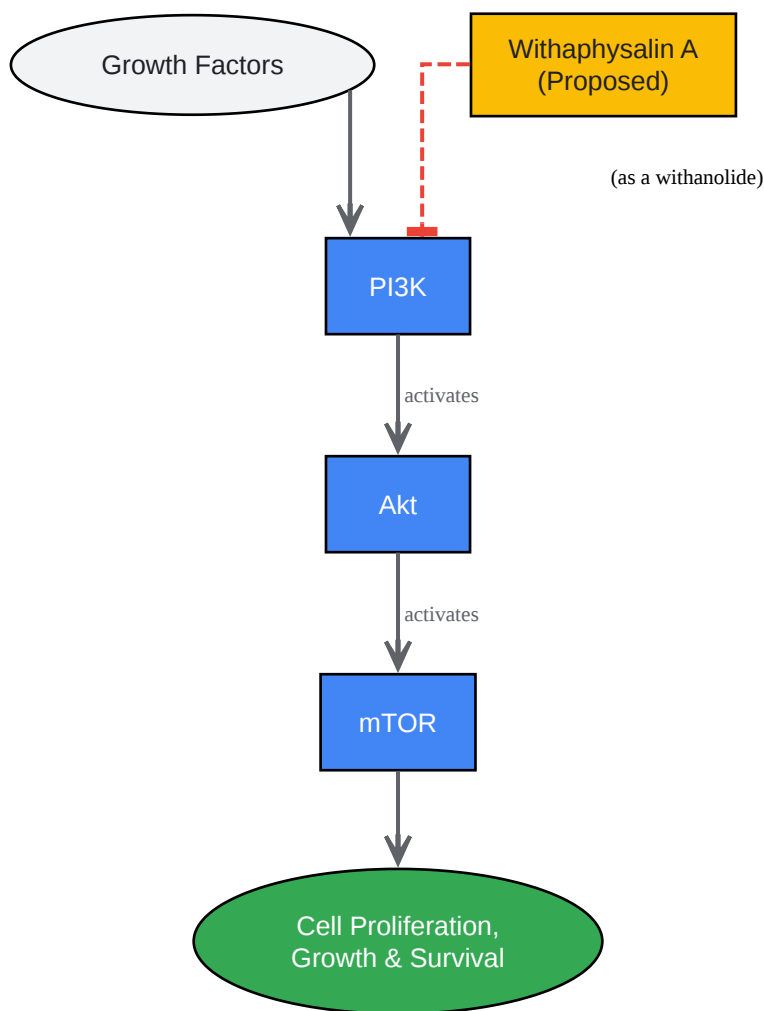 Growth Factors
Withaphysalin A
(Proposed)
(as a withanolide)
PI3K
activates
Akt
activates
mTOR
Cell Proliferation,
Growth & Survival